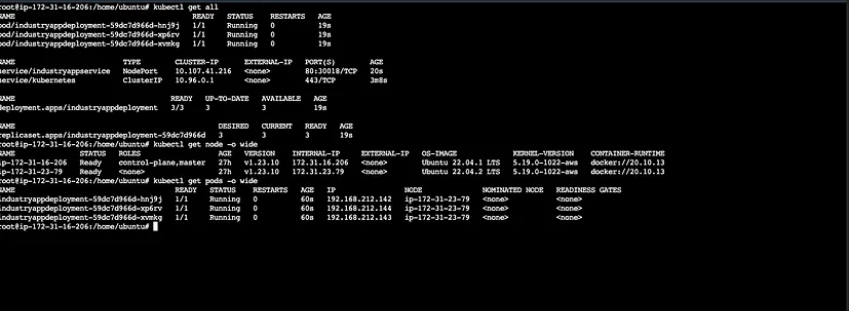 root@ip-172-31-16-206:/home/ubuntu# kubectl get all
NAME READY STATUS RESTARTS AGE
pod/industryappdeployment-59dc7d966d-hnj9j 1/1 Running 0 19s
pod/industryappdeployment-59dc7d966d-xp6rv 1/1 Running 0 19s
pod/industryappdeployment-59dc7d966d-xvmkg 1/1 Running 0 19s
NAME TYPE CLUSTER-IP EXTERNAL-IP PORT(S) AGE
service/industryappservice NodePort 10.107.41.216 <none> 80:30018/TCP 20s
service/kubernetes ClusterIP 10.96.0.1 <none> 443/TCP 3m8s
NAME READY UP-TO-DATE AVAILABLE AGE
deployment.apps/industryappdeployment 3/3 3 3 19s
NAME DESIRED CURRENT READY AGE
replicaset.apps/industryappdeployment-59dc7d966d 3 3 3 19s
root@ip-172-31-16-206:/home/ubuntu# kubectl get node -o wide
NAME STATUS ROLES AGE VERSION INTERNAL-IP EXTERNAL-IP OS-IMAGE KERNEL-VERSION CONTAINER-RUNTIME
ip-172-31-16-206 Ready control-plane,master 27h v1.23.10 172.31.16.206 <none> Ubuntu 22.04.1 LTS 5.19.0-1022-aws docker://20.10.13
ip-172-31-23-79 Ready <none> 27h v1.23.10 172.31.23.79 <none> Ubuntu 22.04.2 LTS 5.19.0-1022-aws docker://20.10.13
root@ip-172-31-16-206:/home/ubuntu# kubectl get pods -o wide
NAME READY STATUS RESTARTS AGE IP NODE NOMINATED NODE READINESS GATES
industryappdeployment-59dc7d966d-hnj9j 1/1 Running 0 60s 192.168.212.142 ip-172-31-23-79 <none> <none>
industryappdeployment-59dc7d966d-xp6rv 1/1 Running 0 60s 192.168.212.144 ip-172-31-23-79 <none> <none>
industryappdeployment-59dc7d966d-xvmkg 1/1 Running 0 60s 192.168.212.143 ip-172-31-23-79 <none> <none>
root@ip-172-31-16-206:/home/ubuntu#